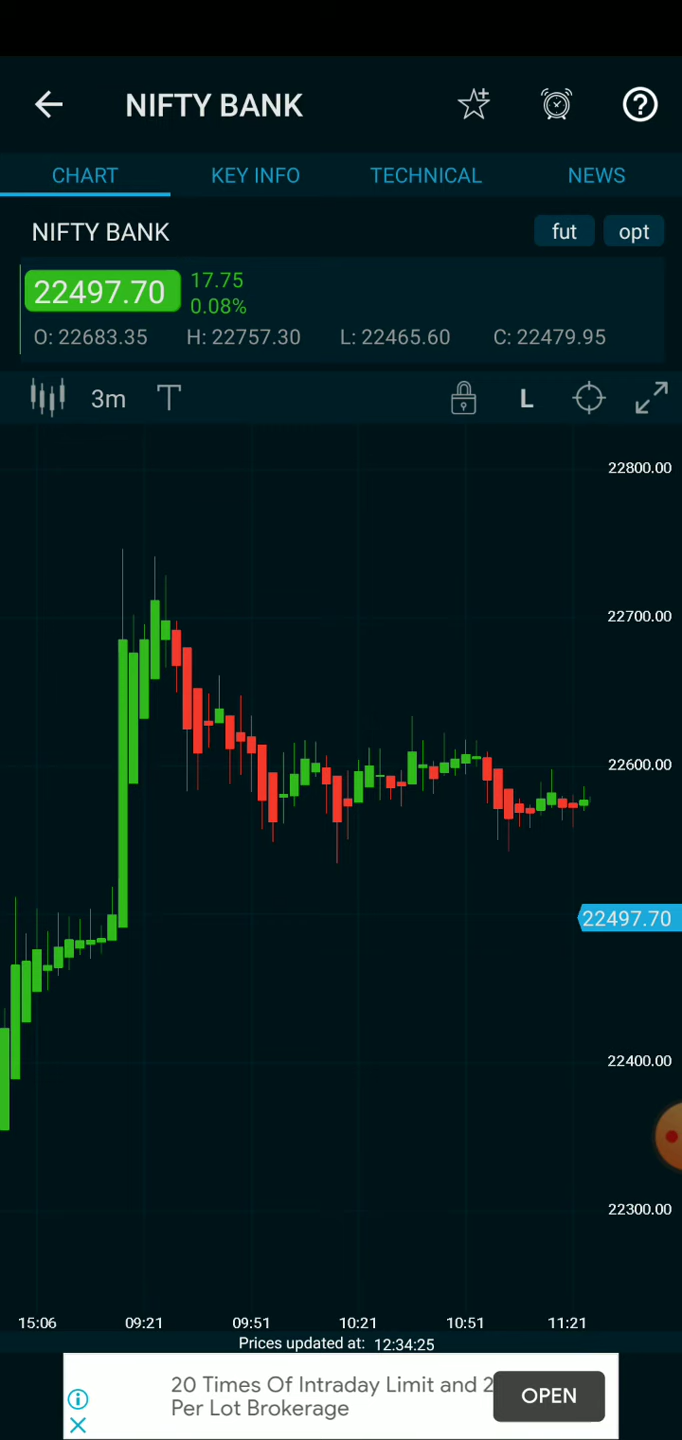 NIFTY BANK
CHART KEY INFO TECHNICAL NEWS
NIFTY BANK fut opt
22497.70 17.75
0.08%
O: 22683.35 H: 22757.30 L: 22465.60 C: 22479.95
3m T L
22800.00
22700.00
22600.00
22497.70
22400.00
22300.00
15:06 09:21 09:51 10:21 10:51 11:21
Prices updated at: 12:34:25
20 Times Of Intraday Limit and 2
Per Lot Brokerage
OPEN